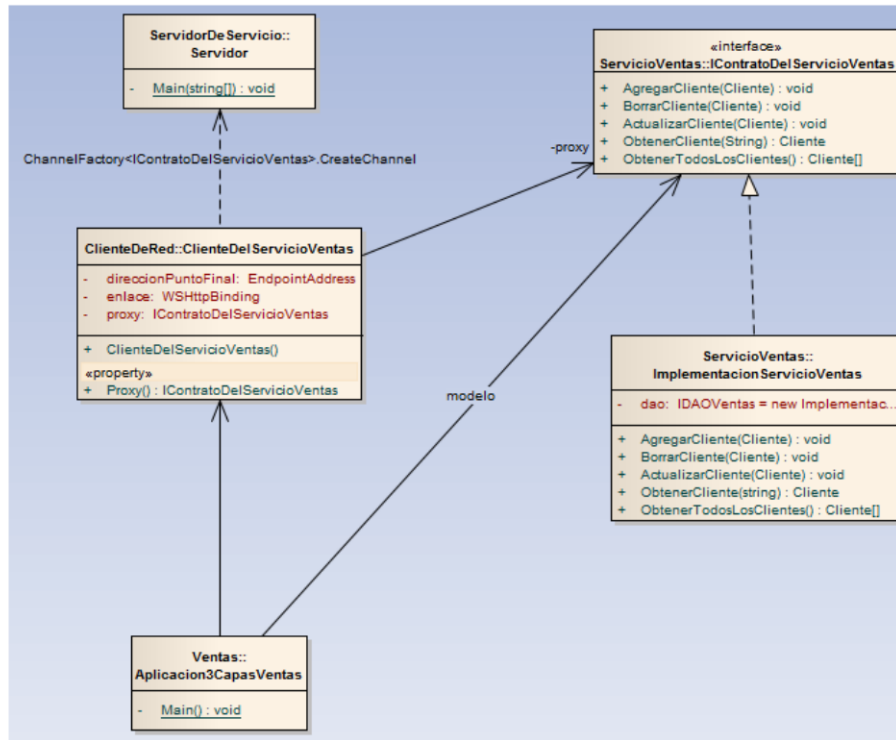 ServidorDeServicio::
Servidor
- Main(string[]) : void
«interface»
ServicioVentas::IContratoDelServicioVentas
+ AgregarCliente(Cliente) : void
+ BorrarCliente(Cliente) : void
+ ActualizarCliente(Cliente) : void
+ ObtenerCliente(String) : Cliente
+ ObtenerTodosLosClientes() : Cliente[]
ChannelFactory<IContratoDelServicioVentas>.CreateChannel
-proxy
ClienteDeRed::ClienteDelServicioVentas
- direccionPuntoFinal: EndpointAddress
- enlace: WSHttpBinding
- proxy: IContratoDelServicioVentas
+ ClienteDelServicioVentas()
«property»
+ Proxy() : IContratoDelServicioVentas
modelo
ServicioVentas::
ImplementacionServicioVentas
- dao: IDAOVentas = new Implementac...
+ AgregarCliente(Cliente) : void
+ BorrarCliente(Cliente) : void
+ ActualizarCliente(Cliente) : void
+ ObtenerCliente(string) : Cliente
+ ObtenerTodosLosClientes() : Cliente[]
Ventas::
Aplicacion3CapasVentas
- Main() : void